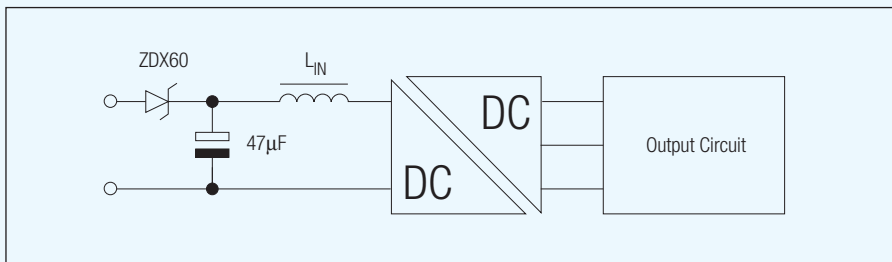 ZDX60
L_IN
47μF
DC
DC
Output Circuit